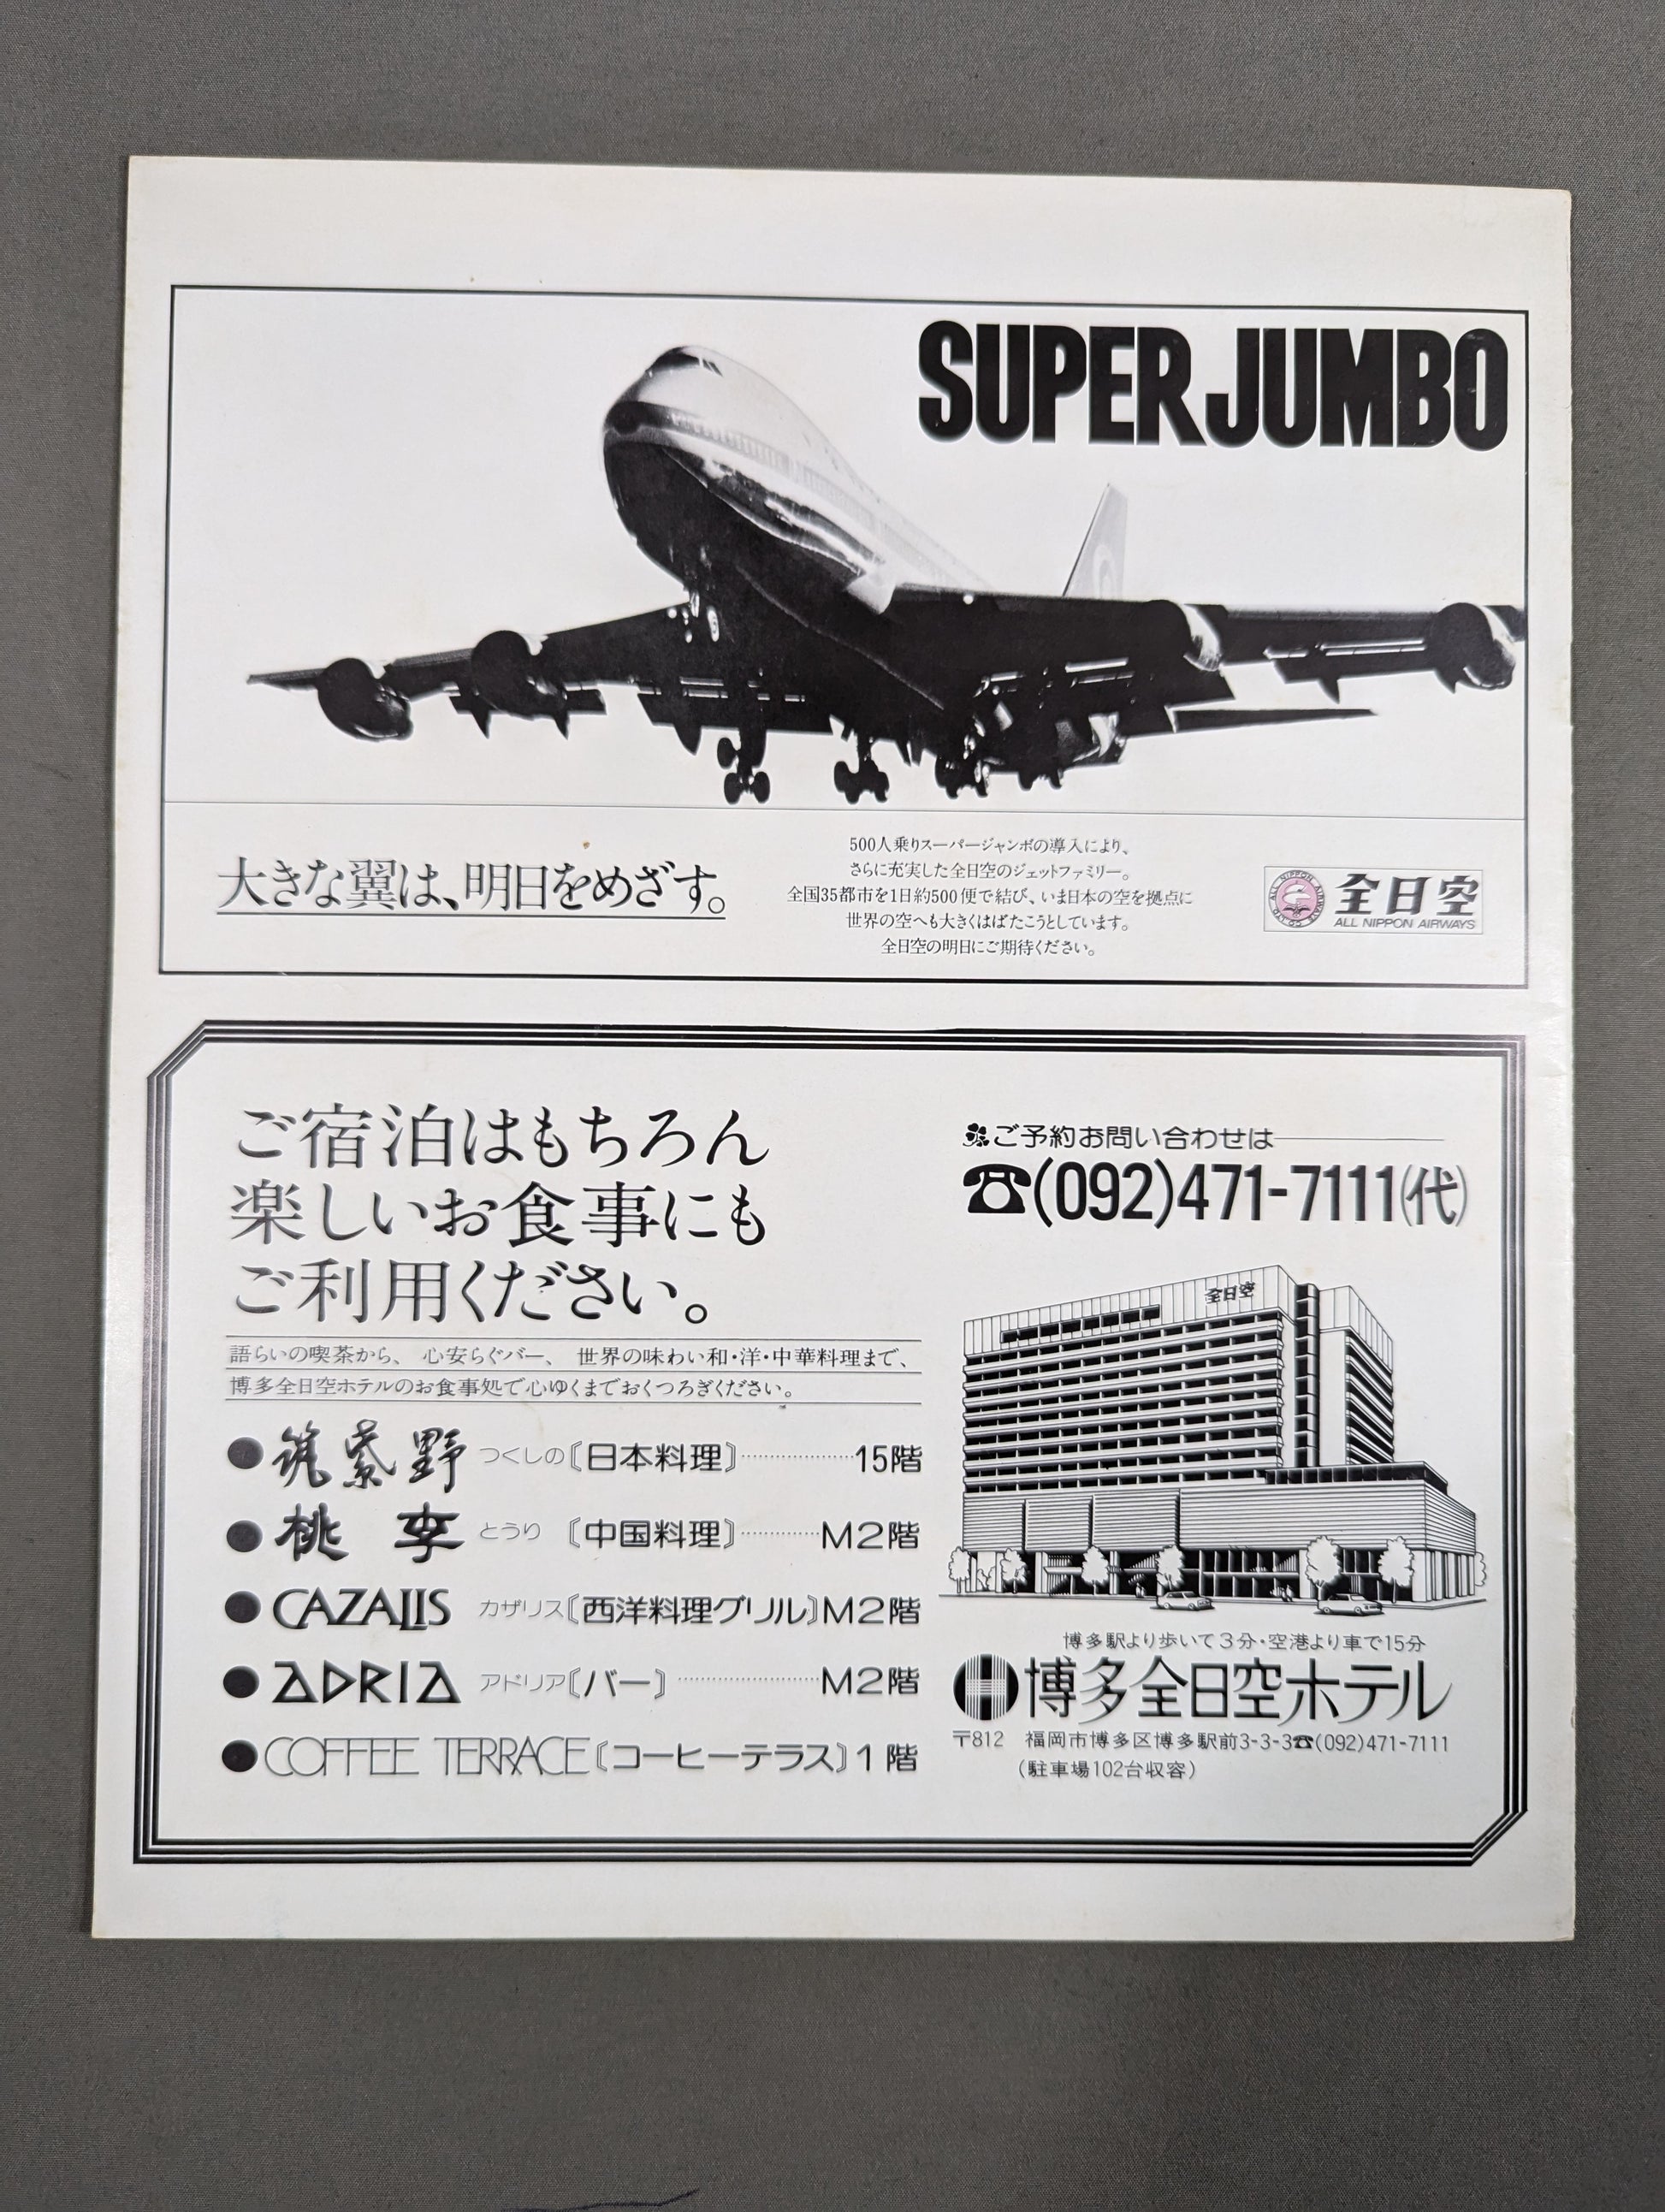 SUPER JUMBO
大きな翼は、明日をめざす。
500人乗りスーパージャンボの導入により、
さらに充実した全日空のジェットファミリー。
全国35都市を1日約500便で結び、いま日本の空を拠点に
世界の空へも大きくはばたこうとしています。
全日空の明日にご期待ください。
ALL NIPPON AIRWAYS CO. LTD.
全日空
ALL NIPPON AIRWAYS
ご宿泊はもちろん
楽しいお食事にも
ご利用ください。
語らいの喫茶から、心安らぐバー、世界の味わい和・洋・中華料理まで、
博多全日空ホテルのお食事処で心ゆくまでおくつろぎください。
●筑紫野 つくしの〔日本料理〕…………15階
●桃 李 とうり 〔中国料理〕…………M2階
●CAZALIS カザリス〔西洋料理グリル〕M2階
●ADRIA アドリア〔バー〕…………M2階
●COFFEE TERRACE〔コーヒーテラス〕1階
ご予約お問い合わせは
☎(092)471-7111(代)
全日空
博多駅より歩いて3分・空港より車で15分
博多全日空ホテル
〒812 福岡市博多区博多駅前3-3-3☎(092)471-7111
(駐車場102台収容)